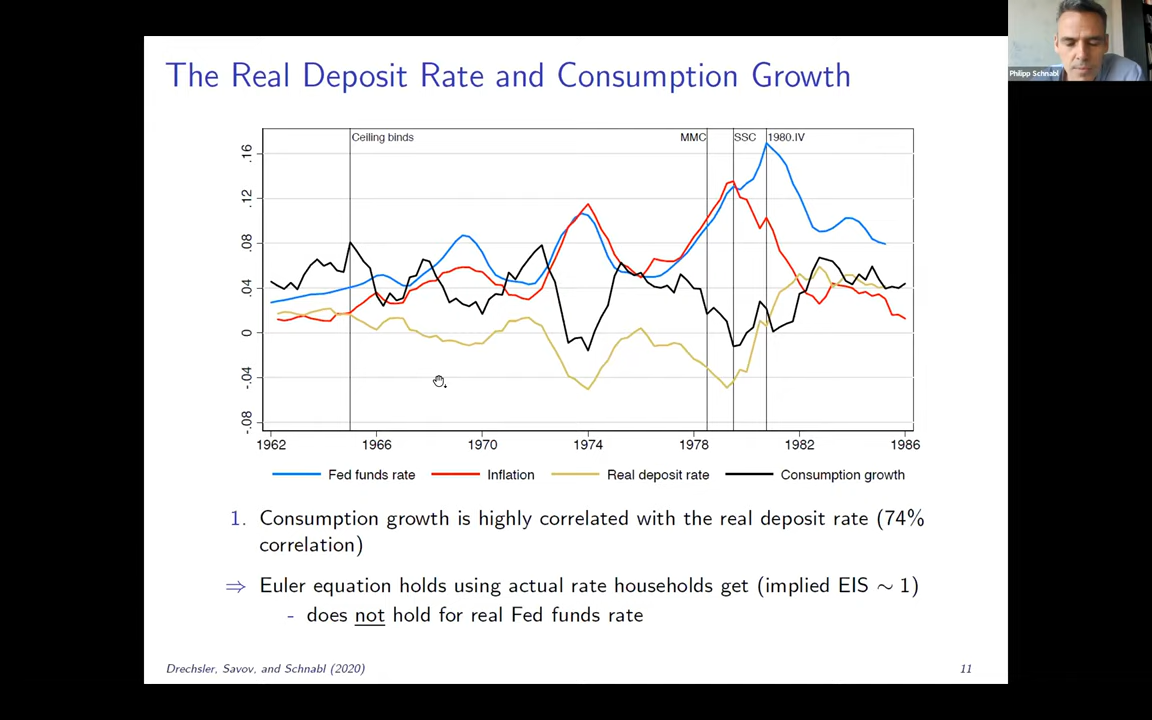 Philipp Schnabl
The Real Deposit Rate and Consumption Growth
Ceiling binds MMC SSC 1980.IV
.16
.12
.08
.04
0
-.04
-.08
1962 1966 1970 1974 1978 1982 1986
Fed funds rate Inflation Real deposit rate Consumption growth
1. Consumption growth is highly correlated with the real deposit rate (74%
correlation)
⇒ Euler equation holds using actual rate households get (implied EIS ∼ 1)
- does not hold for real Fed funds rate
Drechsler, Savov, and Schnabl (2020) 11